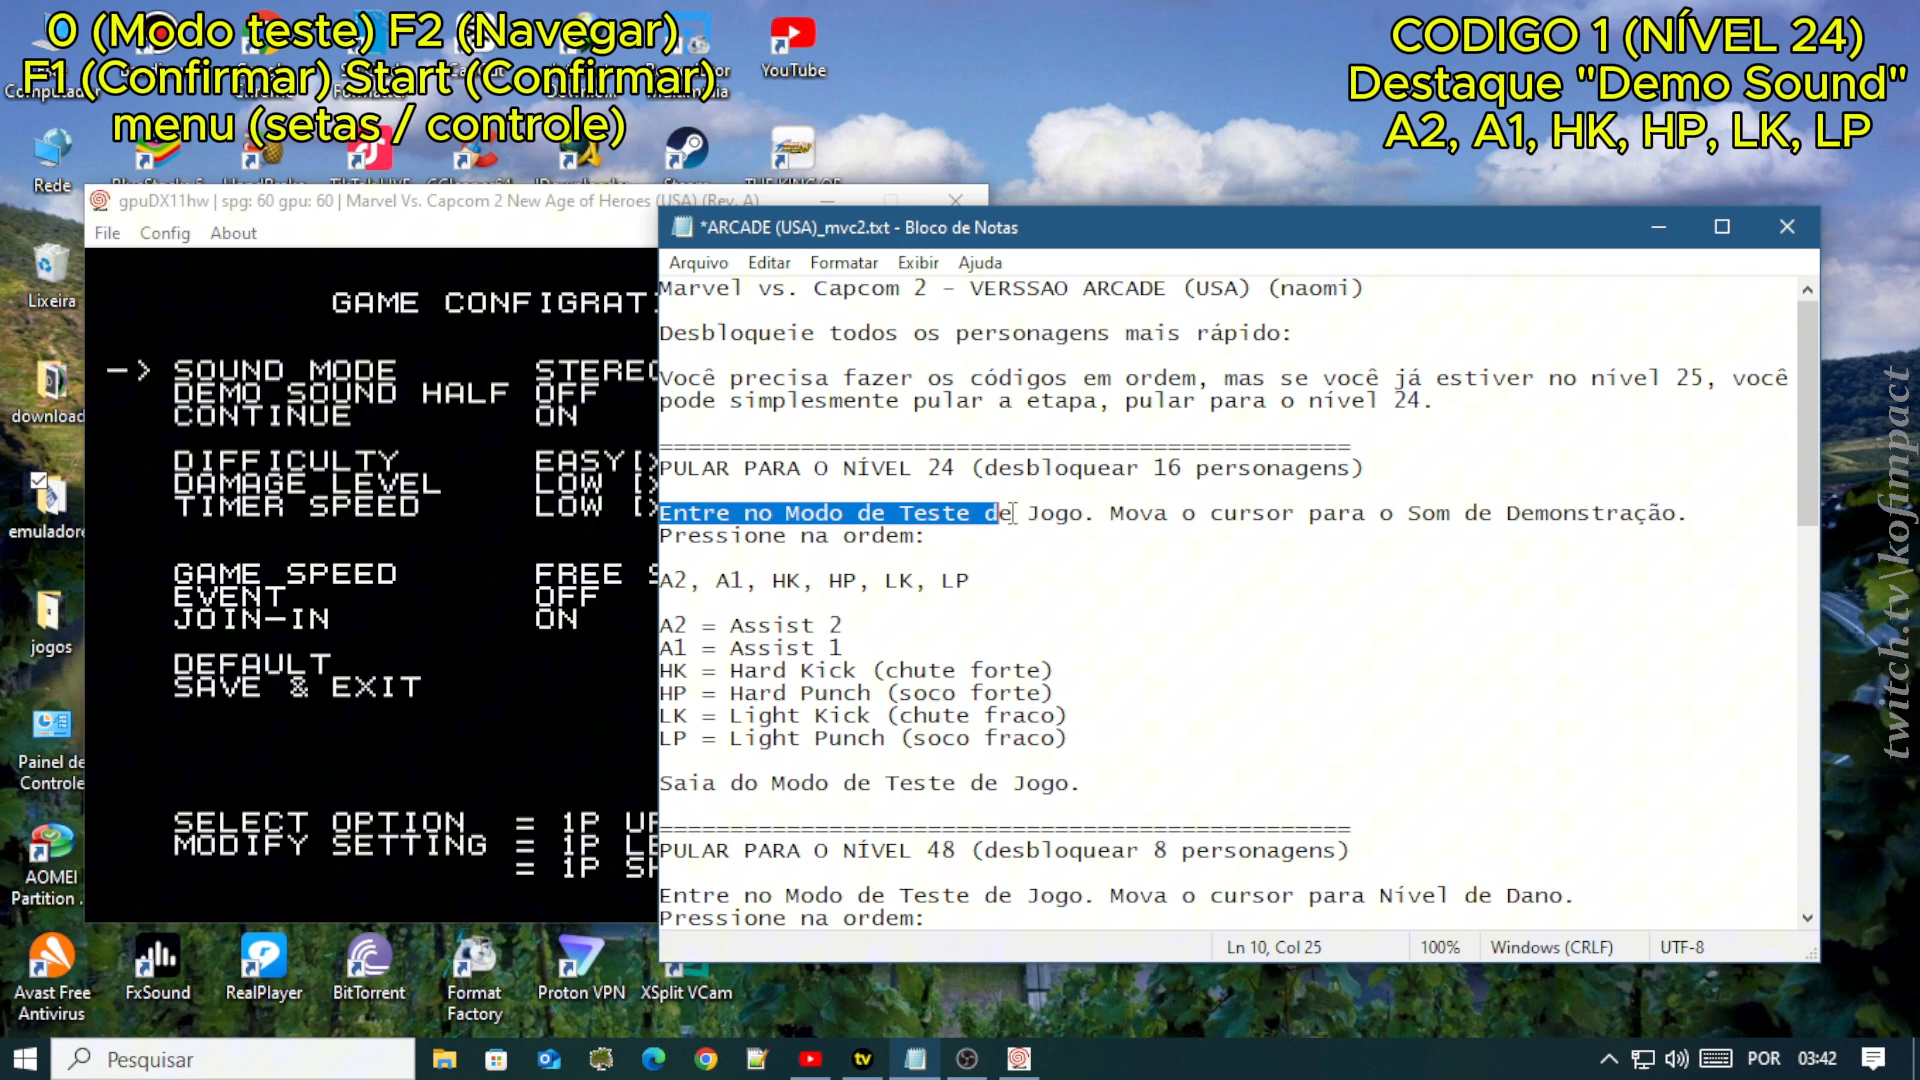 0 (Modo teste) F2 (Navegar)
F1 (Confirmar) Start (Confirmar)
menu (setas / controle)
CODIGO 1 (NÍVEL 24)
Destaque "Demo Sound"
A2, A1, HK, HP, LK, LP
YouTube
Rede
Lixeira
download
emulador
jogos
Painel de
Controle
AOMEI
Partition .
gpuDX11hw | spg: 60 gpu: 60 | Marvel Vs. Capcom 2 New Age of Heroes (USA) (Rev. A)
File Config About
GAME CONFIGRATI
-> SOUND MODE STEREO
DEMO SOUND HALF OFF
CONTINUE ON
DIFFICULTY EASY[>
DAMAGE LEVEL LOW [>
TIMER SPEED LOW [>
GAME SPEED FREE S
EVENT OFF
JOIN-IN ON
DEFAULT
SAVE & EXIT
SELECT OPTION = 1P UP
MODIFY SETTING = 1P LE
= 1P SH
*ARCADE (USA)_mvc2.txt - Bloco de Notas
Arquivo Editar Formatar Exibir Ajuda
Marvel vs. Capcom 2 - VERSSAO ARCADE (USA) (naomi)
Desbloqueie todos os personagens mais rápido:
Você precisa fazer os códigos em ordem, mas se você já estiver no nível 25, você
pode simplesmente pular a etapa, pular para o nível 24.
=================================================
PULAR PARA O NÍVEL 24 (desbloquear 16 personagens)
Entre no Modo de Teste de Jogo. Mova o cursor para o Som de Demonstração.
Pressione na ordem:
A2, A1, HK, HP, LK, LP
A2 = Assist 2
A1 = Assist 1
HK = Hard Kick (chute forte)
HP = Hard Punch (soco forte)
LK = Light Kick (chute fraco)
LP = Light Punch (soco fraco)
Saia do Modo de Teste de Jogo.
=================================================
PULAR PARA O NÍVEL 48 (desbloquear 8 personagens)
Entre no Modo de Teste de Jogo. Mova o cursor para Nível de Dano.
Pressione na ordem:
Ln 10, Col 25 100% Windows (CRLF) UTF-8
twitch.tv\kofimpact
Avast Free
Antivirus
FxSound
RealPlayer
BitTorrent
Format
Factory
Proton VPN
XSplit VCam
Pesquisar
POR 03:42